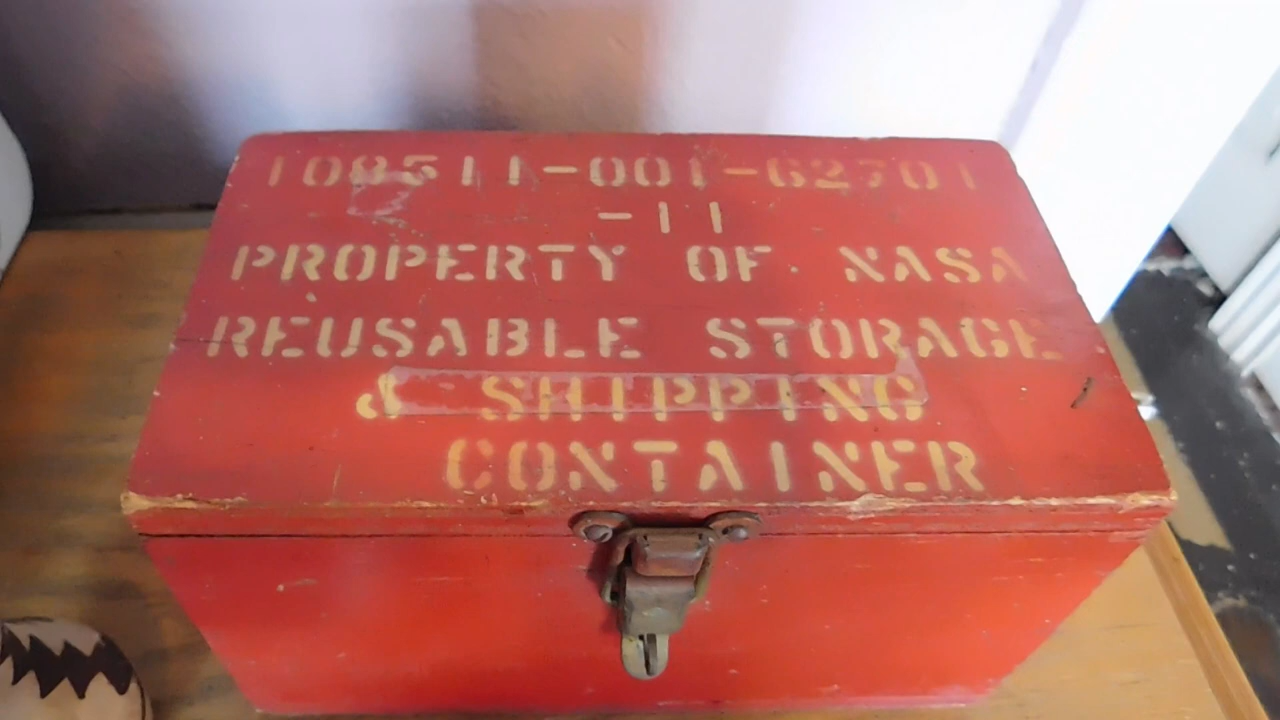 108511-001-62701
-11
PROPERTY OF NASA
REUSABLE STORAGE
& SHIPPING
CONTAINER